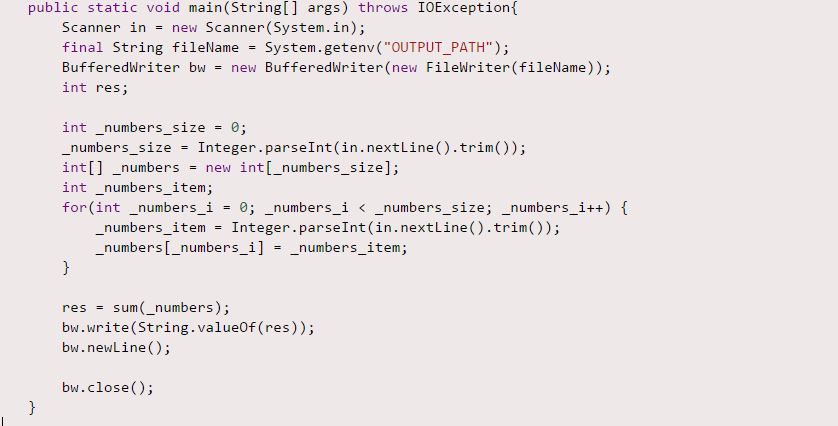 public static void main(String[] args) throws IOException{
Scanner in = new Scanner(System.in);
final String fileName = System.getenv("OUTPUT_PATH");
BufferedWriter bw = new BufferedWriter(new FileWriter(fileName));
int res;
int _numbers_size = 0;
_numbers_size = Integer.parseInt(in.nextLine().trim());
int[] _numbers = new int[_numbers_size];
int _numbers_item;
for(int _numbers_i = 0; _numbers_i < _numbers_size; _numbers_i++) {
_numbers_item = Integer.parseInt(in.nextLine().trim());
_numbers[_numbers_i] = _numbers_item;
}
res = sum(_numbers);
bw.write(String.valueOf(res));
bw.newLine();
bw.close();
}